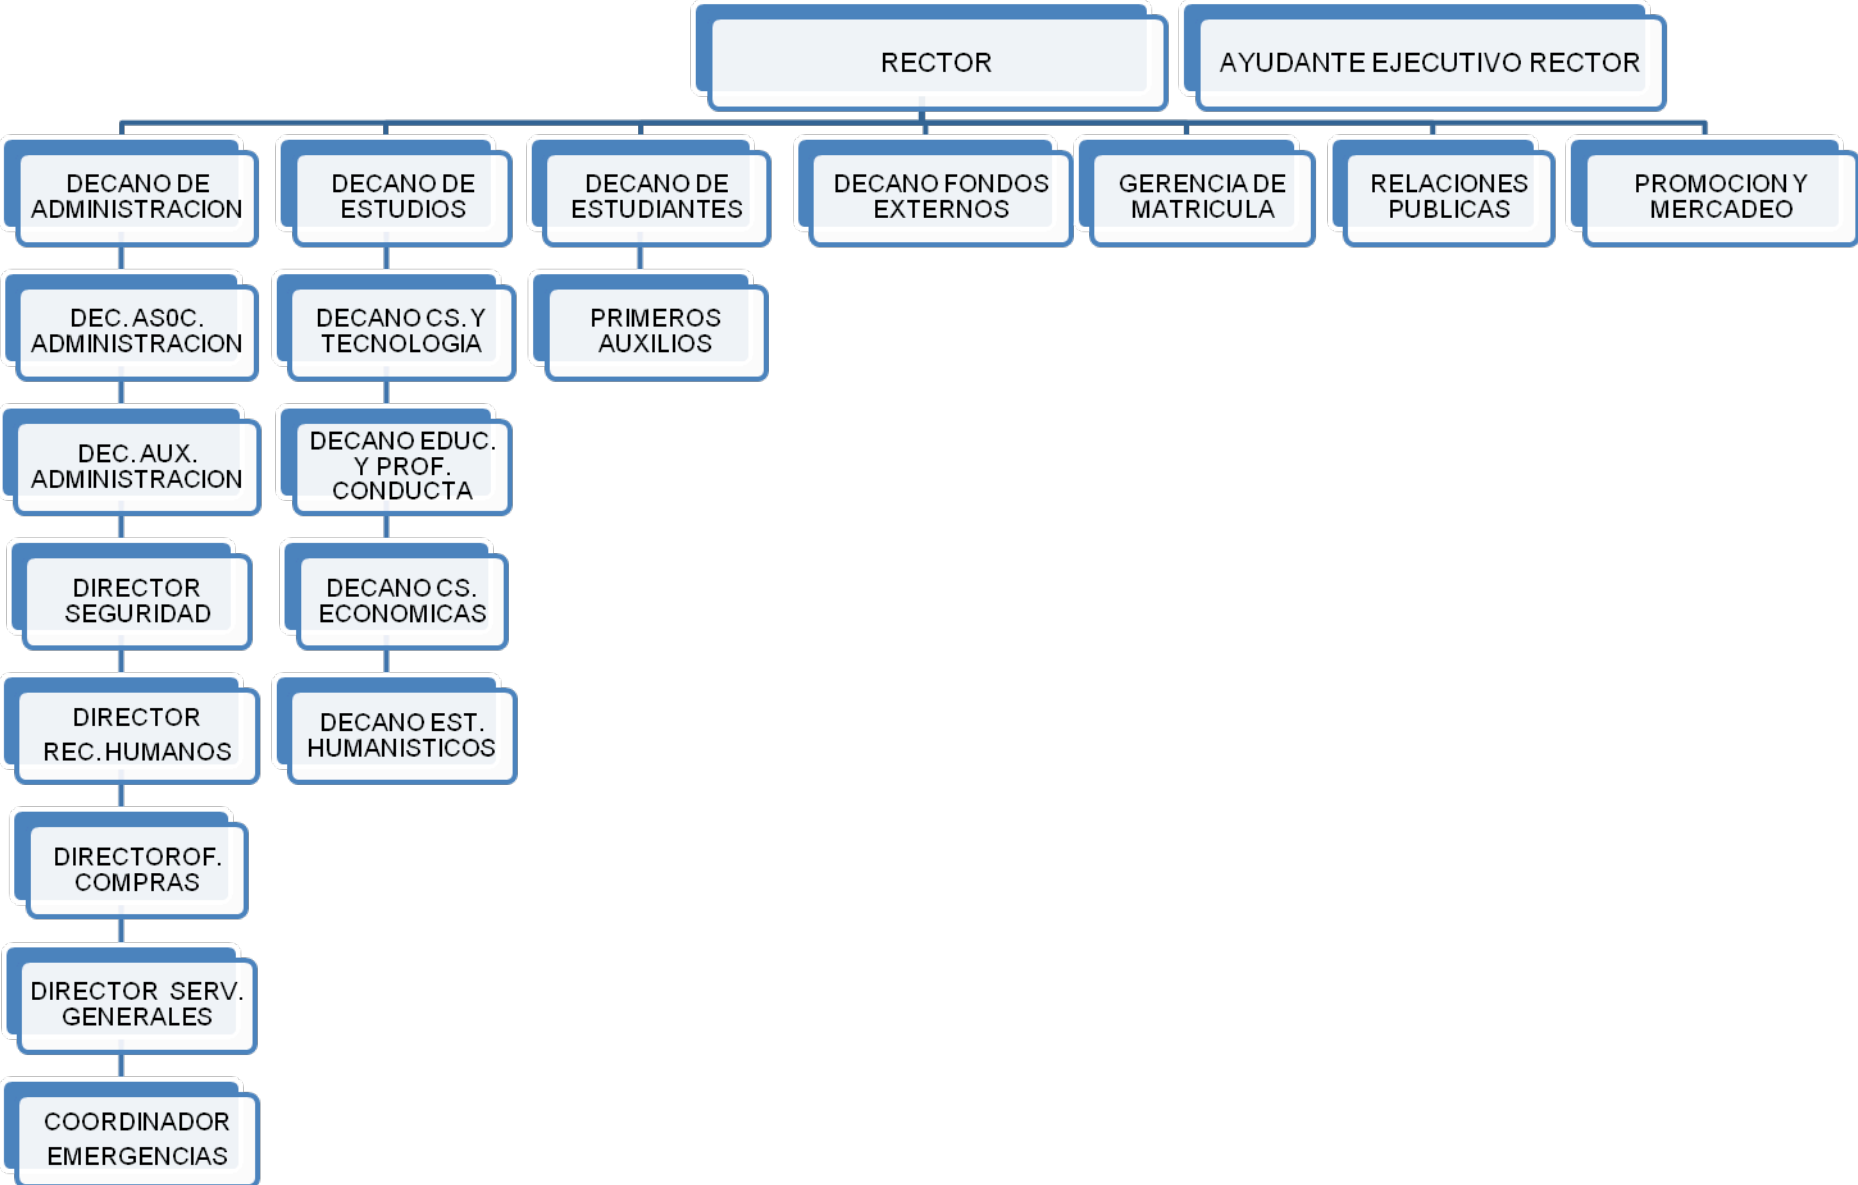 RECTOR
AYUDANTE EJECUTIVO RECTOR
DECANO DE
ADMINISTRACION
DECANO DE
ESTUDIOS
DECANO DE
ESTUDIANTES
DECANO FONDOS
EXTERNOS
GERENCIA DE
MATRICULA
RELACIONES
PUBLICAS
PROMOCION Y
MERCADEO
DEC. AS0C.
ADMINISTRACION
DECANO CS. Y
TECNOLOGIA
PRIMEROS
AUXILIOS
DEC. AUX.
ADMINISTRACION
DECANO EDUC.
Y PROF.
CONDUCTA
DIRECTOR
SEGURIDAD
DECANO CS.
ECONOMICAS
DIRECTOR
REC. HUMANOS
DECANO EST.
HUMANISTICOS
DIRECTOR OF.
COMPRAS
DIRECTOR SERV.
GENERALES
COORDINADOR
EMERGENCIAS